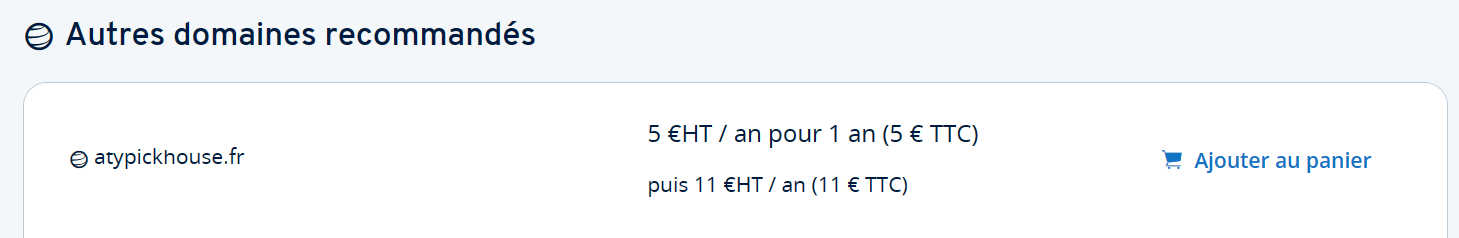 Autres domaines recommandés
5 €HT / an pour 1 an (5 € TTC)
atypickhouse.fr
Ajouter au panier
puis 11 €HT / an (11 € TTC)